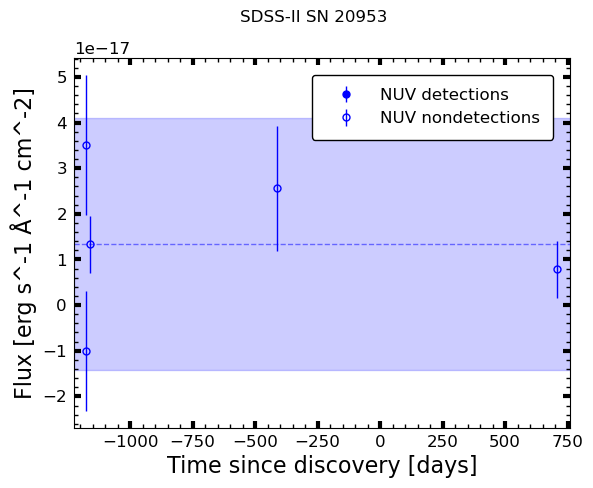 SDSS-II SN 20953
1e−17
NUV detections
NUV nondetections
5
4
3
2
1
0
−1
−2
Flux [erg s^-1 Å^-1 cm^-2]
−1000 −750 −500 −250 0 250 500 750
Time since discovery [days]